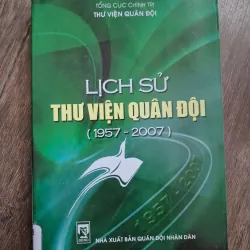 TỔNG CỤC CHÍNH TRỊ
THƯ VIỆN QUÂN ĐỘI
LỊCH SỬ
THƯ VIỆN QUÂN ĐỘI
( 1957 - 2007 )
1957-2007
NHÀ XUẤT BẢN QUÂN ĐỘI NHÂN DÂN